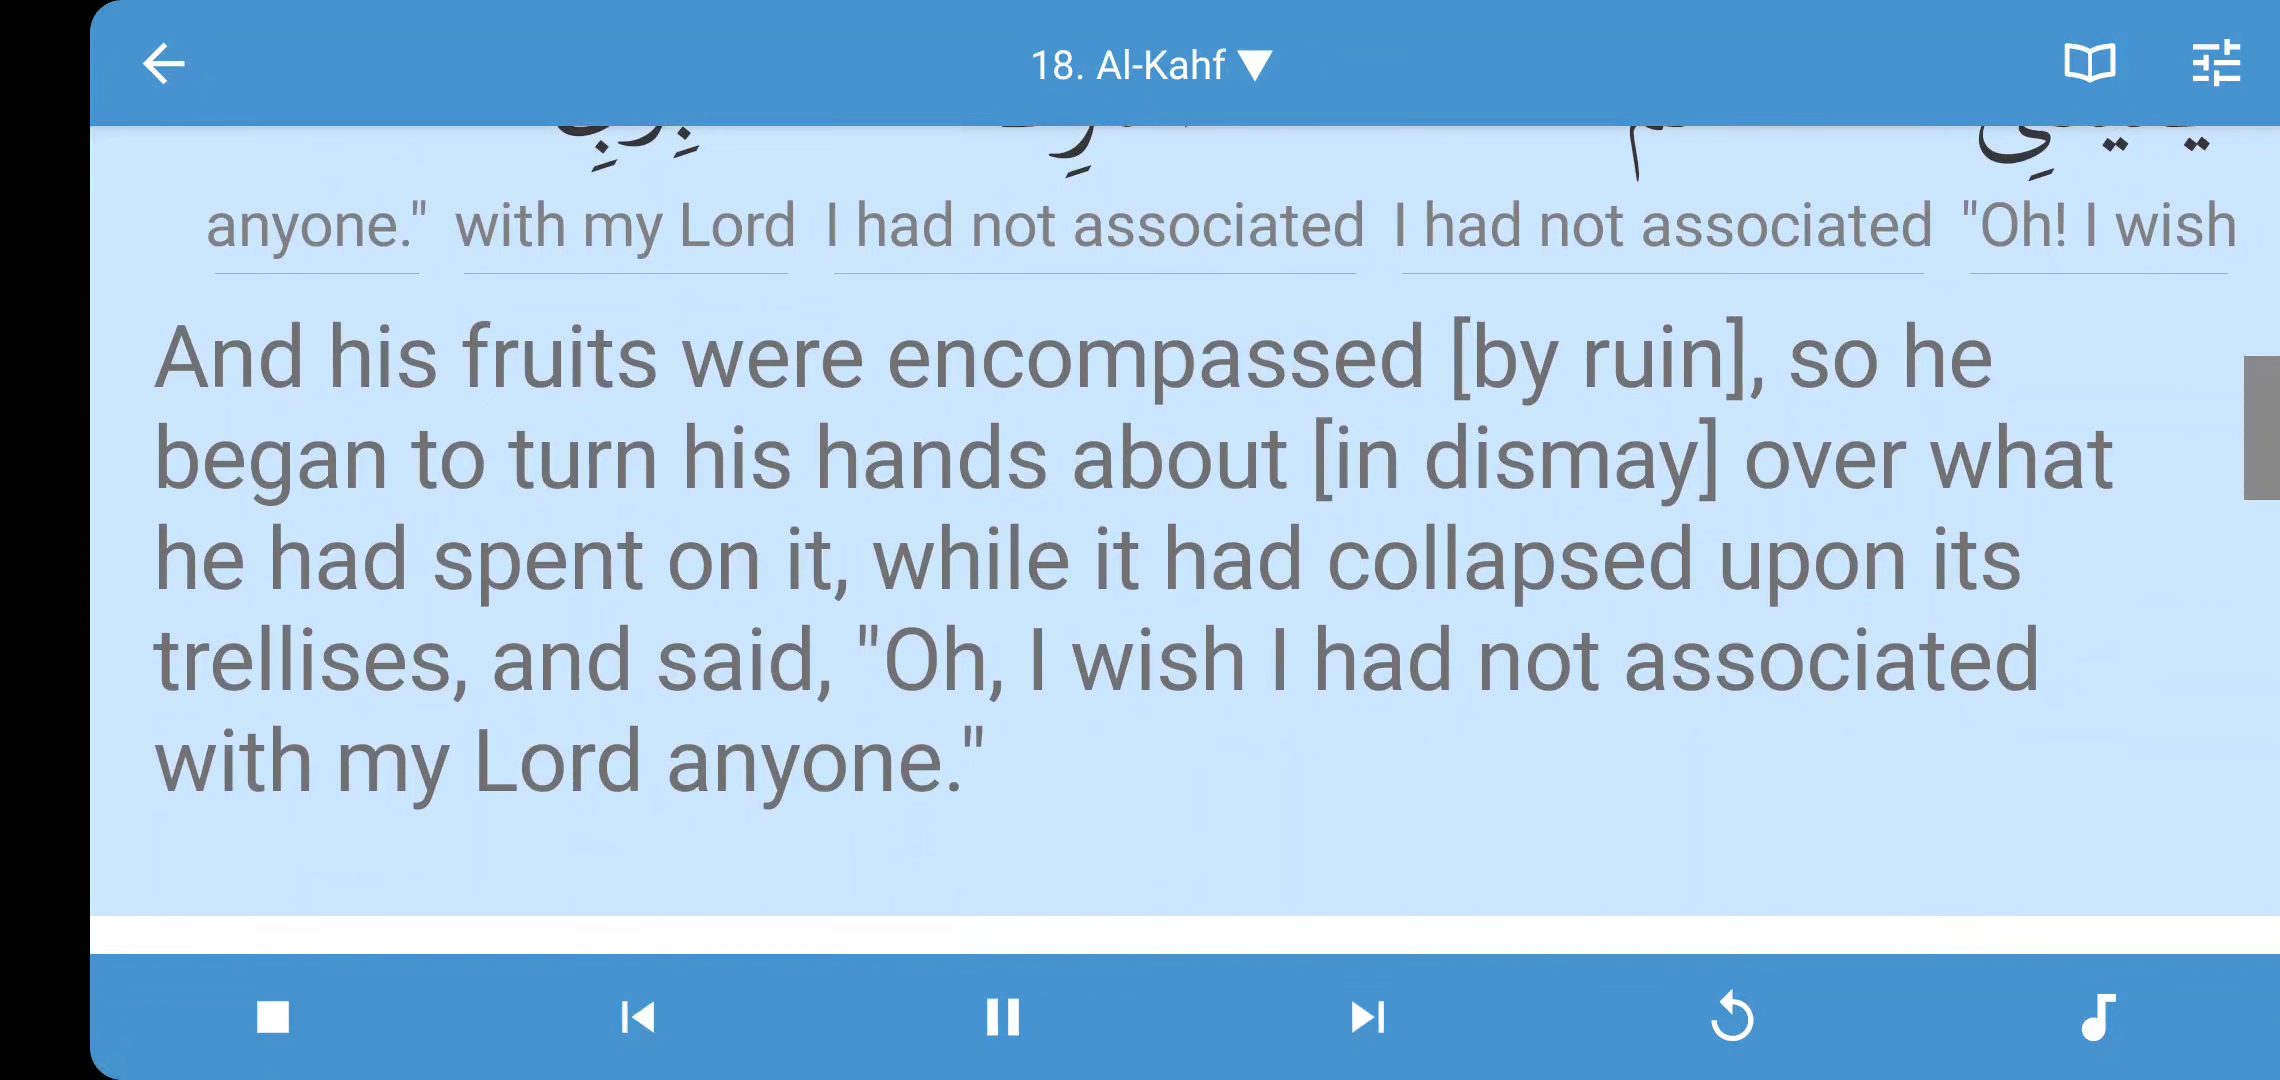 18. Al-Kahf ▼
anyone." with my Lord I had not associated I had not associated "Oh! I wish
And his fruits were encompassed [by ruin], so he
began to turn his hands about [in dismay] over what
he had spent on it, while it had collapsed upon its
trellises, and said, "Oh, I wish I had not associated
with my Lord anyone."